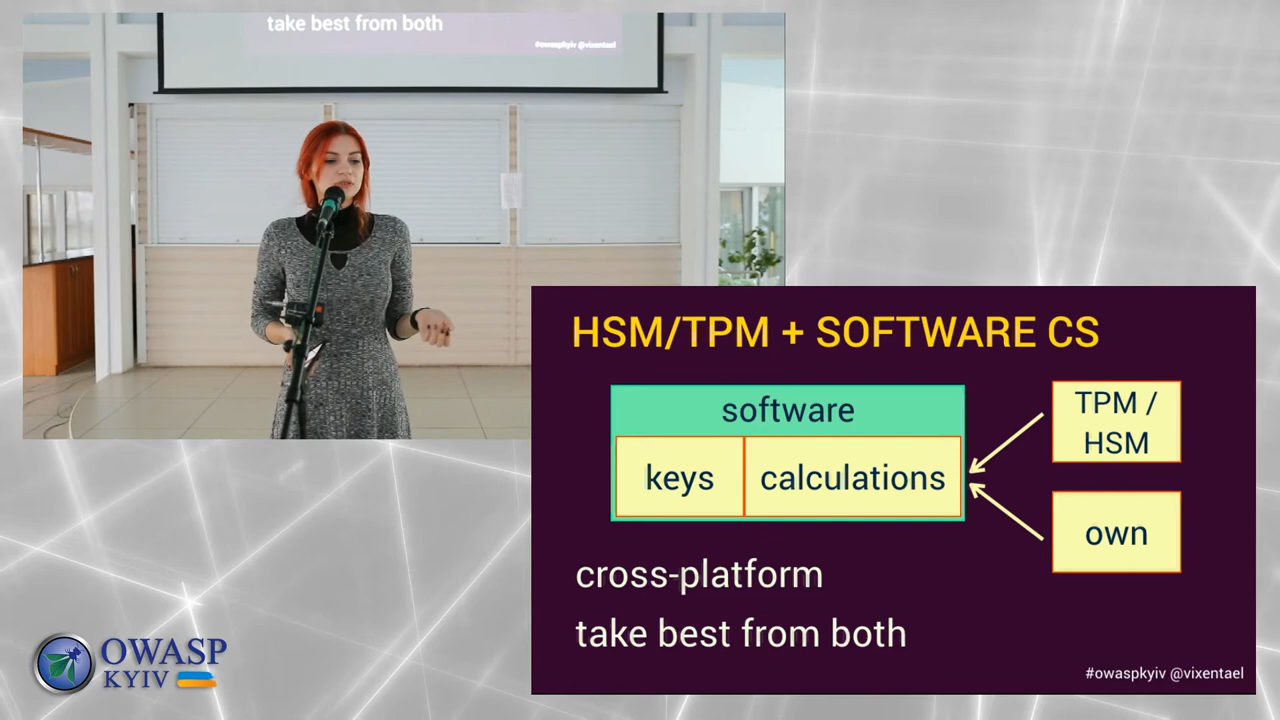 take best from both
#owaspkyiv @vixentael
HSM/TPM + SOFTWARE CS
software
keys
calculations
TPM /
HSM
own
cross-platform
take best from both
#owaspkyiv @vixentael
OWASP
KYIV